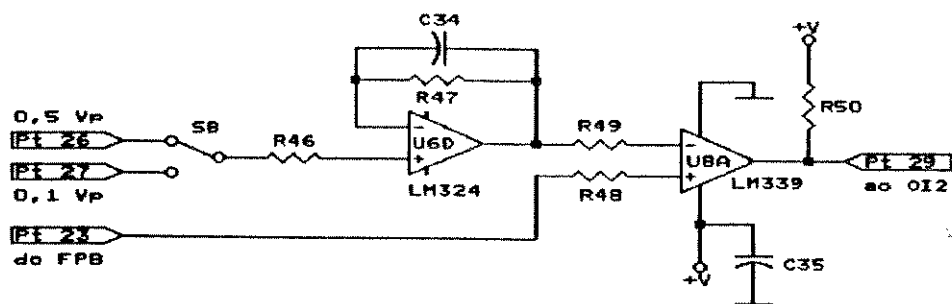 C34
+V
R47
R50
0,5 Vp
Pt 26
S8
R46
R49
U6D
U8A
Pt 27
LM324
R48
LM339
Pt 29
0,1 Vp
ao OI2
Pt 23
do FPB
+V
C35